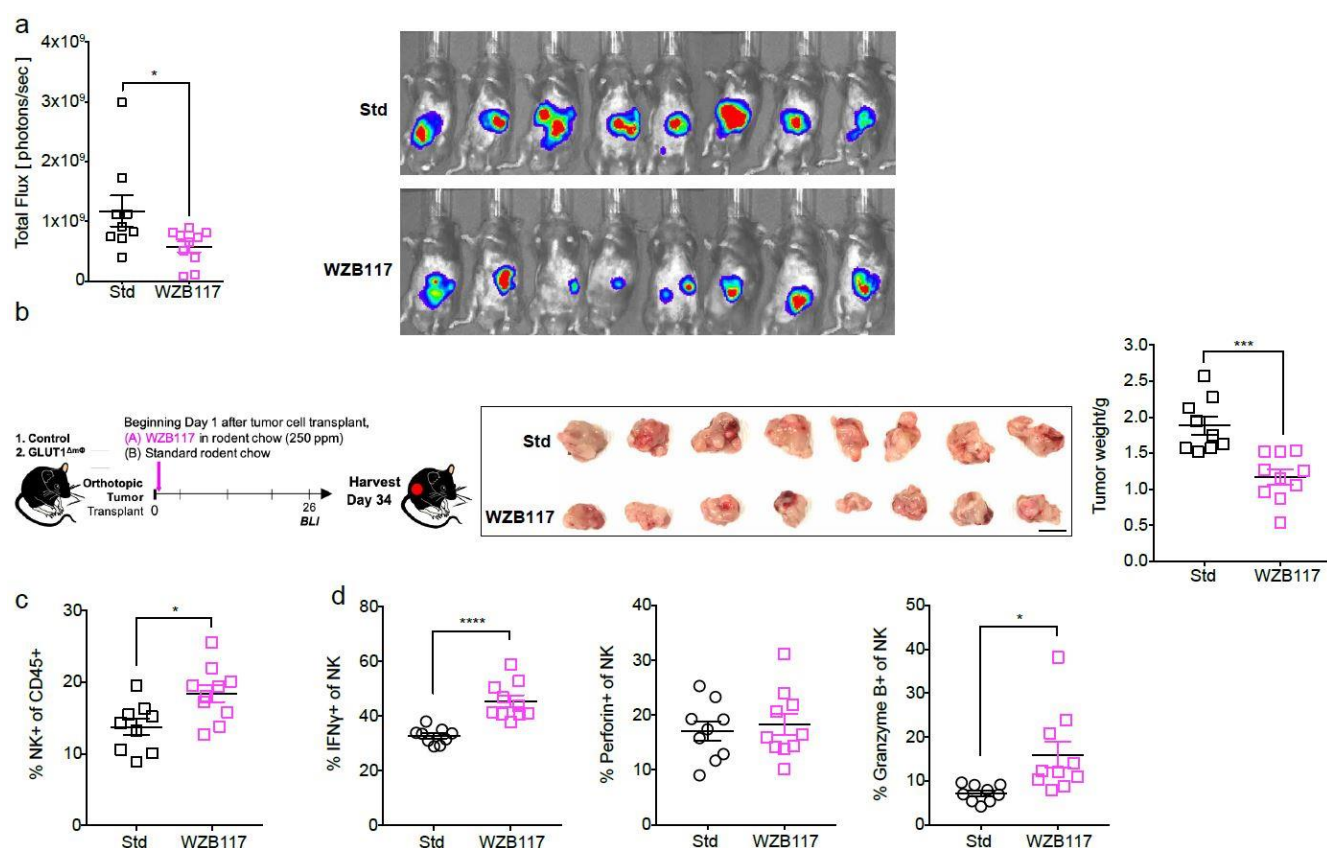 a
Total Flux [ photons/sec]
4x10⁹
3x10⁹
2x10⁹
1x10⁹
0
*
Std
WZB117
Std
WZB117
b
1. Control
2. GLUT1ΔmΦ
Orthotopic
Tumor
Transplant
Beginning Day 1 after tumor cell transplant,
(A) WZB117 in rodent chow (250 ppm)
(B) Standard rodent chow
0
26
BLI
Harvest
Day 34
Std
WZB117
Tumor weight/g
3.0
2.5
2.0
1.5
1.0
0.5
0.0
***
Std
WZB117
c
% NK+ of CD45+
30
20
10
0
*
Std
WZB117
d
% IFNγ+ of NK
80
60
40
20
0
****
Std
WZB117
% Perforin+ of NK
40
30
20
10
0
Std
WZB117
% Granzyme B+ of NK
50
40
30
20
10
0
*
Std
WZB117